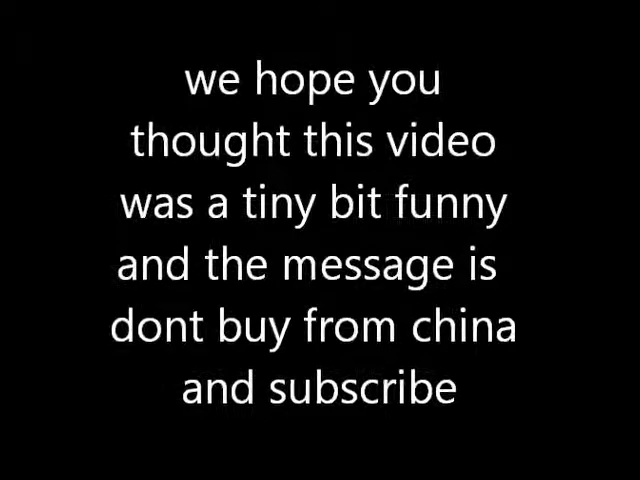 we hope you
thought this video
was a tiny bit funny
and the message is
dont buy from china
and subscribe